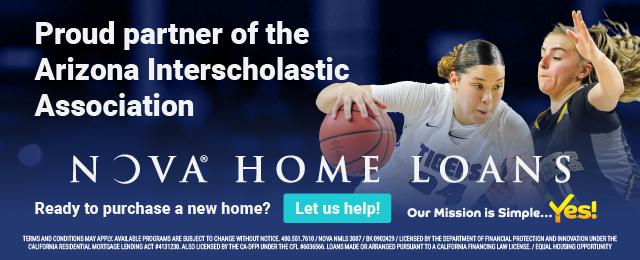 Proud partner of the
Arizona Interscholastic
Association
TIGERS
NOVA® HOME LOANS
Ready to purchase a new home? Let us help! Our Mission is Simple...Yes!
TERMS AND CONDITIONS MAY APPLY. AVAILABLE PROGRAMS ARE SUBJECT TO CHANGE WITHOUT NOTICE. 480.551.7610 / NOVA NMLS 3087 / BK 0902429 / LICENSED BY THE DEPARTMENT OF FINANCIAL PROTECTION AND INNOVATION UNDER THE
CALIFORNIA RESIDENTIAL MORTGAGE LENDING ACT #4131230. ALSO LICENSED BY THE CA-DFPI UNDER THE CFL #6036566. LOANS MADE OR ARRANGED PURSUANT TO A CALIFORNIA FINANCING LAW LICENSE. / EQUAL HOUSING OPPORTUNITY